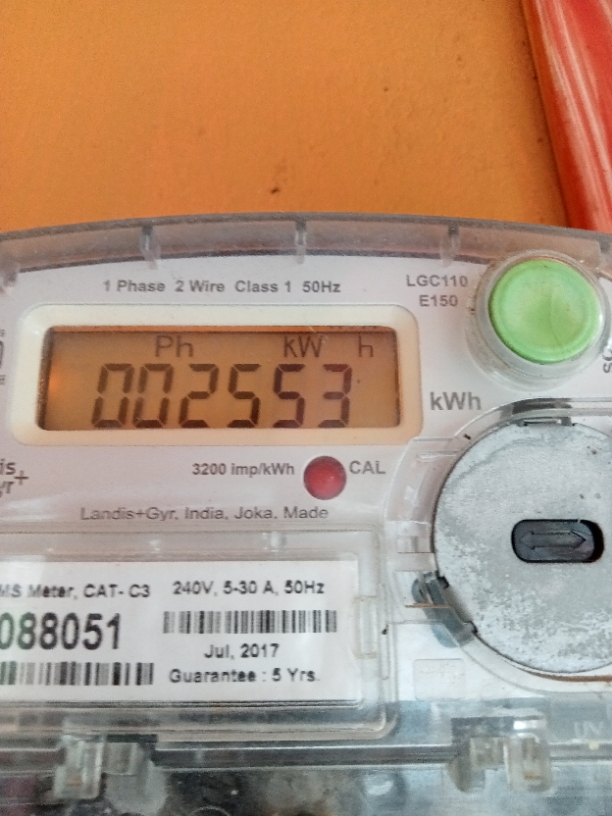 1 Phase 2 Wire Class 1 50Hz
LGC110
E150
Ph kW h
002553
kWh
3200 imp/kWh
CAL
Landis+Gyr, India, Joka. Made
MS Meter, CAT- C3
240V, 5-30 A, 50Hz
088051
Jul, 2017
Guarantee : 5 Yrs.